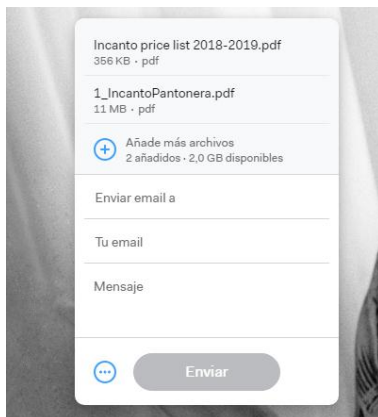 Incanto price list 2018-2019.pdf
356 KB · pdf
1_IncantoPantonera.pdf
11 MB · pdf
Añade más archivos
2 añadidos · 2,0 GB disponibles
Enviar email a
Tu email
Mensaje
Enviar